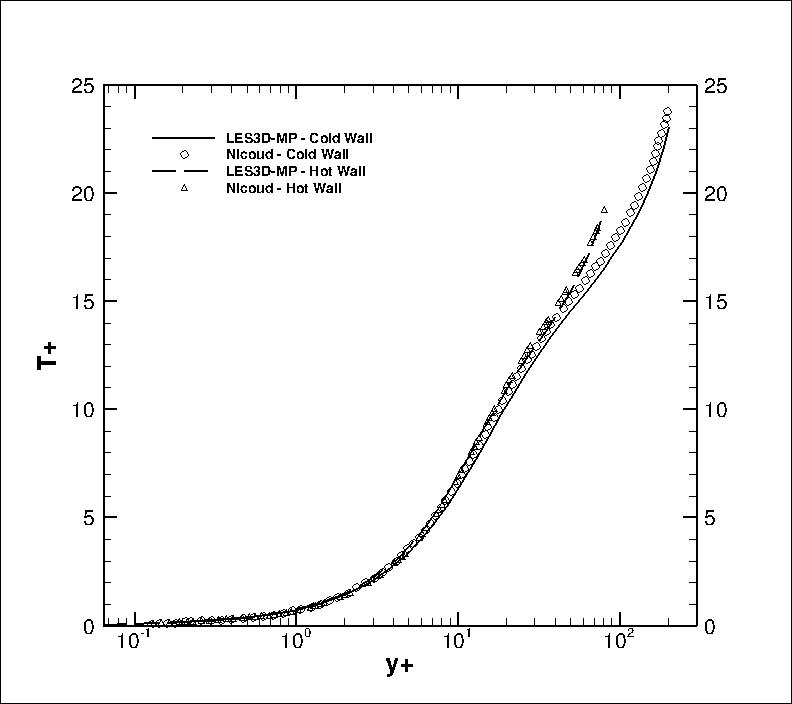 25 25
LES3D-MP - Cold Wall
Nicoud - Cold Wall
LES3D-MP - Hot Wall
Nicoud - Hot Wall
20 20
15 15
T+
10 10
5 5
0 0
10-1 100 101 102
y+